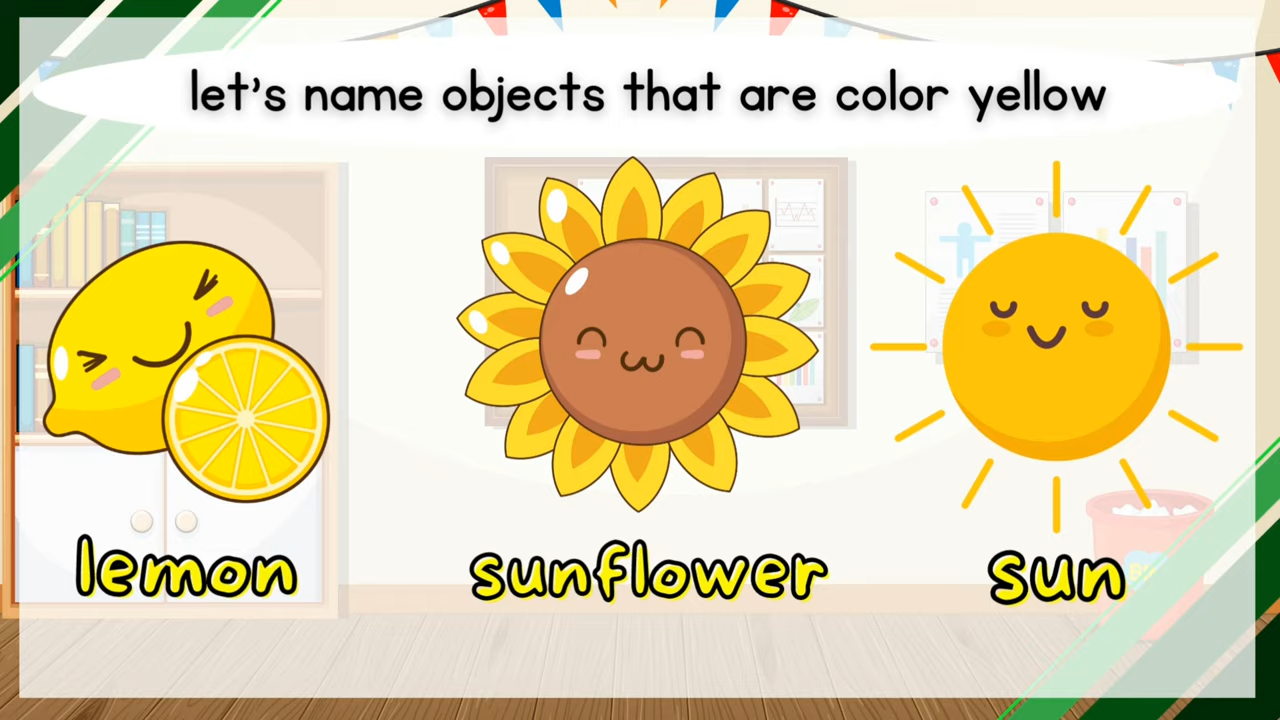 let's name objects that are color yellow
lemon
sunflower
sun